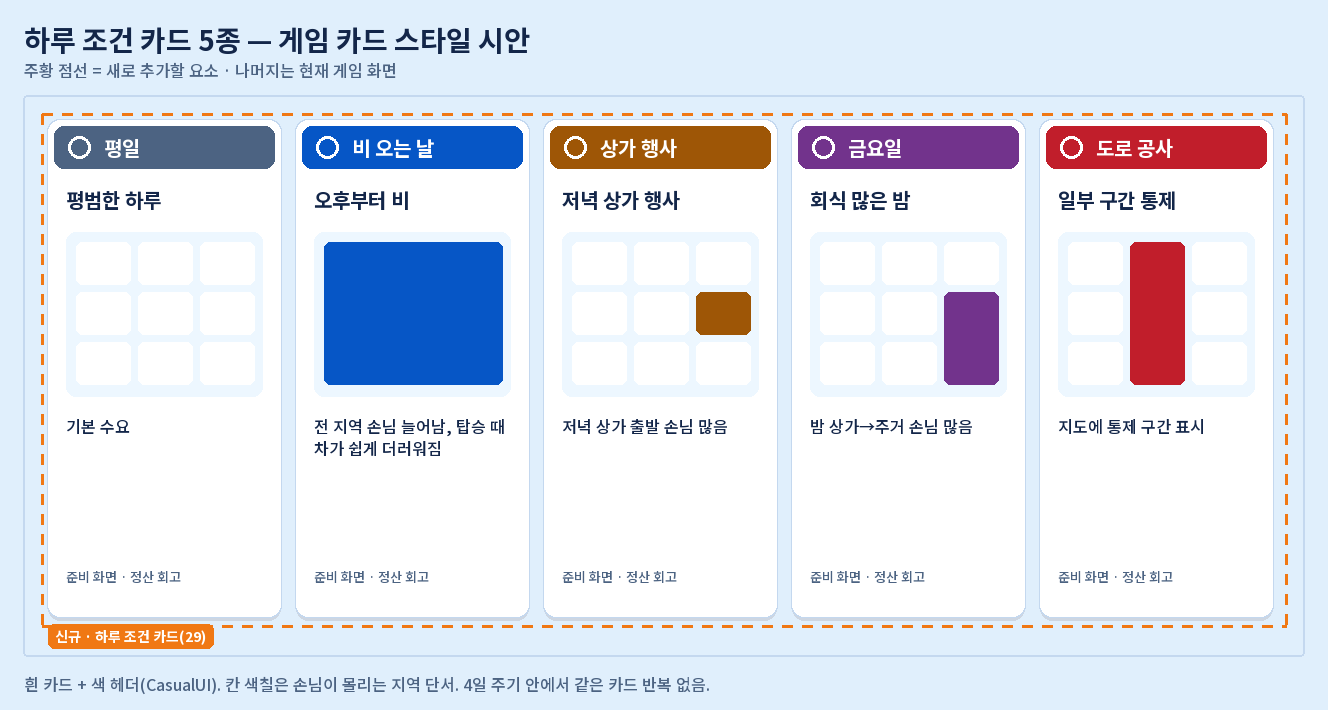 하루 조건 카드 5종 — 게임 카드 스타일 시안
주황 점선 = 새로 추가할 요소 · 나머지는 현재 게임 화면
평일
평범한 하루
기본 수요
준비 화면 · 정산 회고
비 오는 날
오후부터 비
전 지역 손님 늘어남, 탑승 때
차가 쉽게 더러워짐
준비 화면 · 정산 회고
상가 행사
저녁 상가 행사
저녁 상가 출발 손님 많음
준비 화면 · 정산 회고
금요일
회식 많은 밤
밤 상가→주거 손님 많음
준비 화면 · 정산 회고
도로 공사
일부 구간 통제
지도에 통제 구간 표시
준비 화면 · 정산 회고
신규 · 하루 조건 카드(29)
흰 카드 + 색 헤더(CasualUI). 칸 색칠은 손님이 몰리는 지역 단서. 4일 주기 안에서 같은 카드 반복 없음.